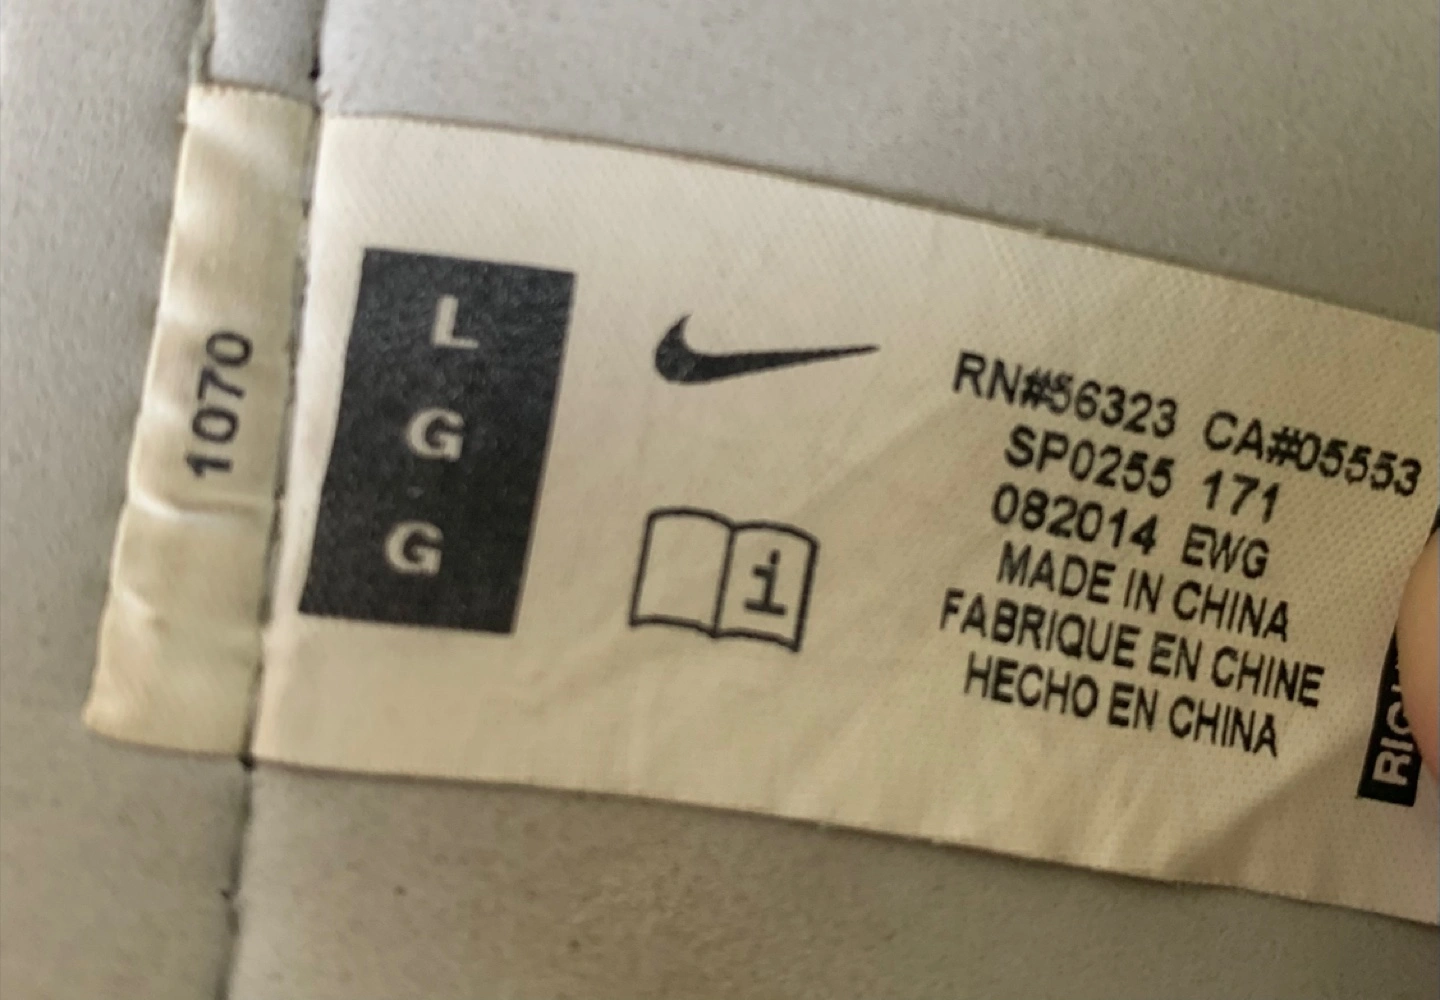 1070
L
G
G
i
RN#56323 CA#05553
SP0255 171
082014 EWG
MADE IN CHINA
FABRIQUE EN CHINE
HECHO EN CHINA